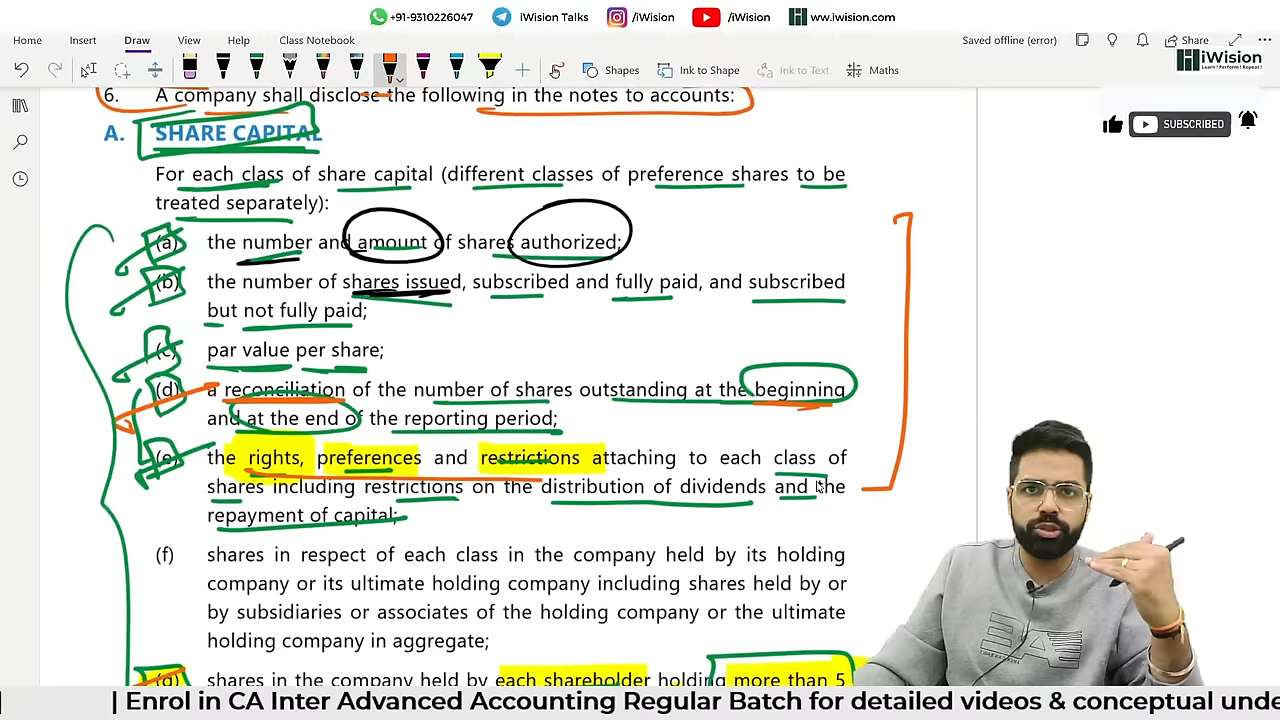 +91-9310226047 iWision Talks /iWision /iWision ww.iwision.com
Home Insert Draw View Help Class Notebook Saved offline (error) Share
Shapes Ink to Shape Ink to Text Maths
iWision
Learn ! Perform ! Repeat !
6. A company shall disclose the following in the notes to accounts:
SUBSCRIBED
A. SHARE CAPITAL
For each class of share capital (different classes of preference shares to be
treated separately):
(a) the number and amount of shares authorized;
(b) the number of shares issued, subscribed and fully paid, and subscribed
but not fully paid;
(c) par value per share;
(d) a reconciliation of the number of shares outstanding at the beginning
and at the end of the reporting period;
(e) the rights, preferences and restrictions attaching to each class of
shares including restrictions on the distribution of dividends and the
repayment of capital;
(f) shares in respect of each class in the company held by its holding
company or its ultimate holding company including shares held by or
by subsidiaries or associates of the holding company or the ultimate
holding company in aggregate;
(g) shares in the company held by each shareholder holding more than 5
| Enrol in CA Inter Advanced Accounting Regular Batch for detailed videos & conceptual unde